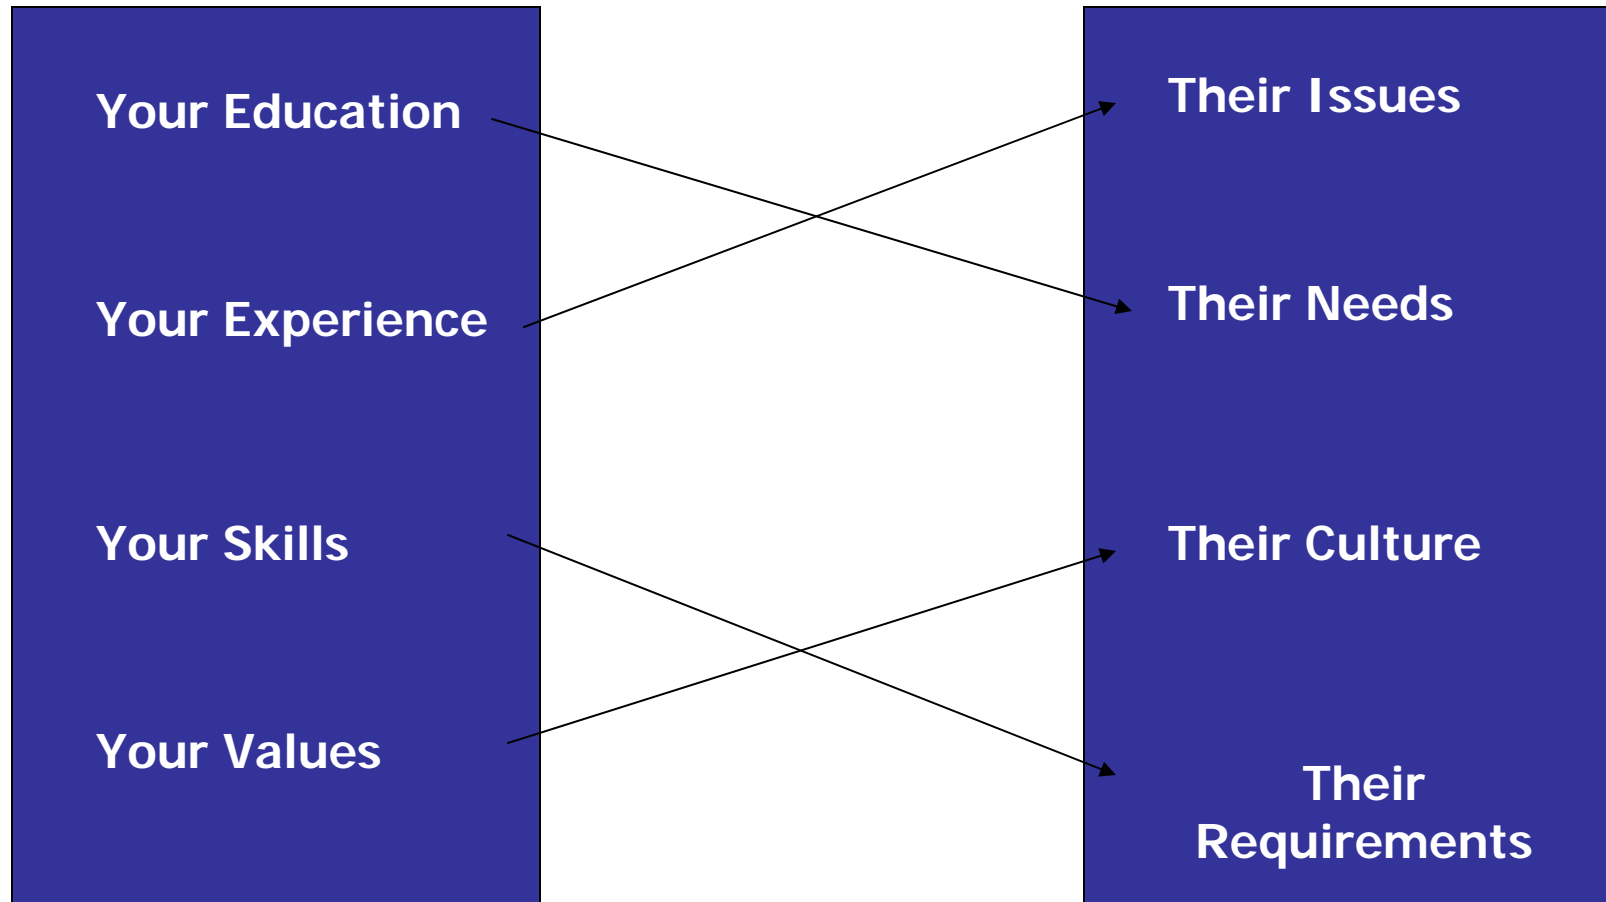 Your Education
Your Experience
Your Skills
Your Values
Their Issues
Their Needs
Their Culture
Their
Requirements